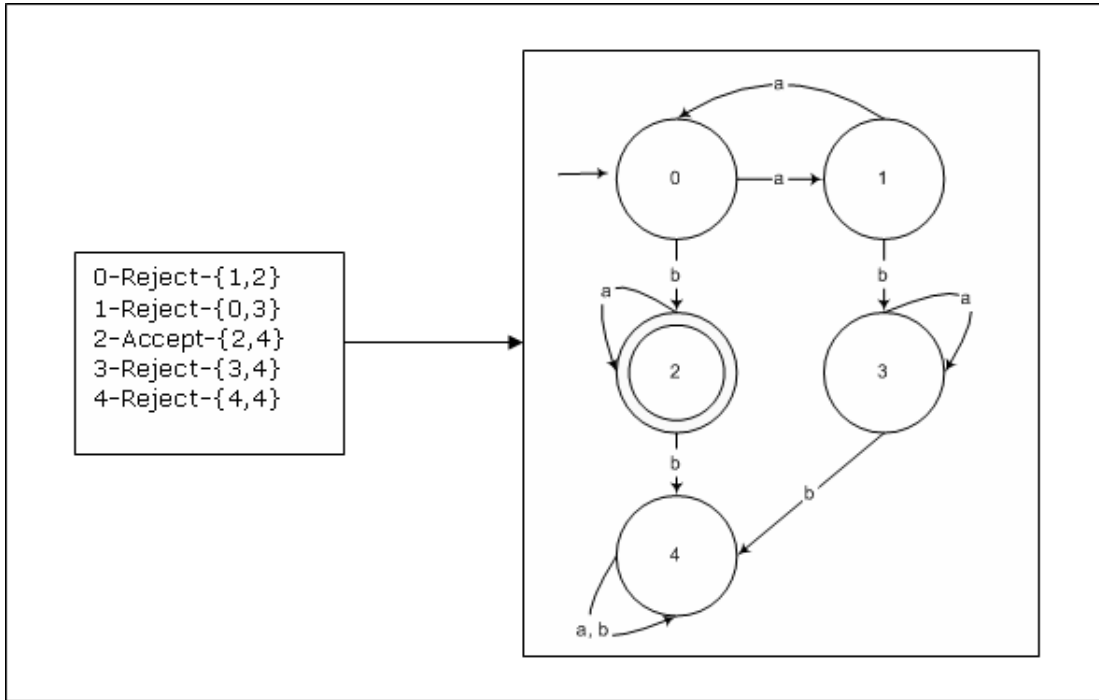 0-Reject-{1,2}
1-Reject-{0,3}
2-Accept-{2,4}
3-Reject-{3,4}
4-Reject-{4,4}
a
0
a
1
b
b
a
a
2
3
b
b
4
a, b